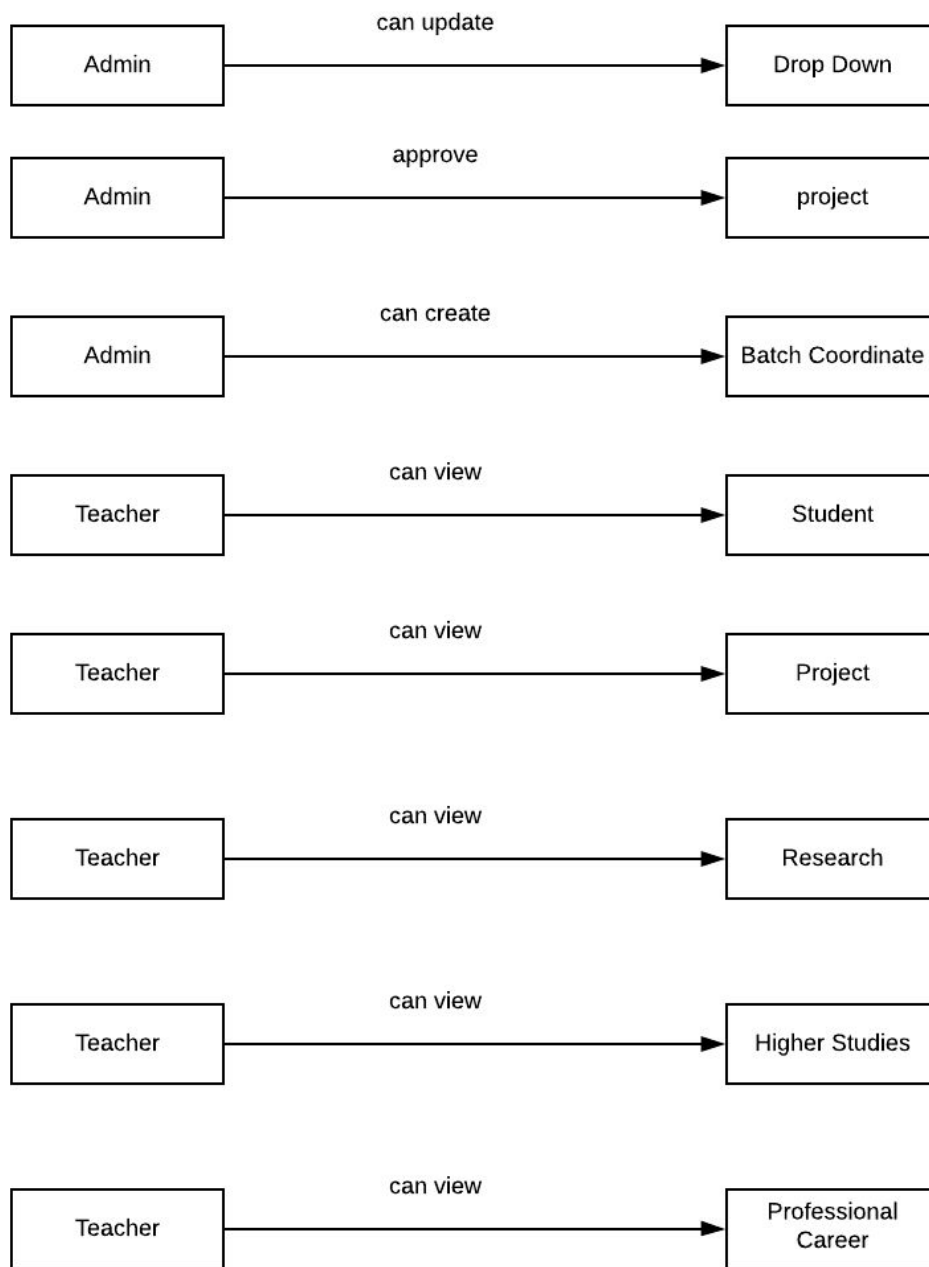 can update
Admin
Drop Down
approve
Admin
project
can create
Admin
Batch Coordinate
can view
Teacher
Student
can view
Teacher
Project
can view
Teacher
Research
can view
Teacher
Higher Studies
can view
Teacher
Professional
Career